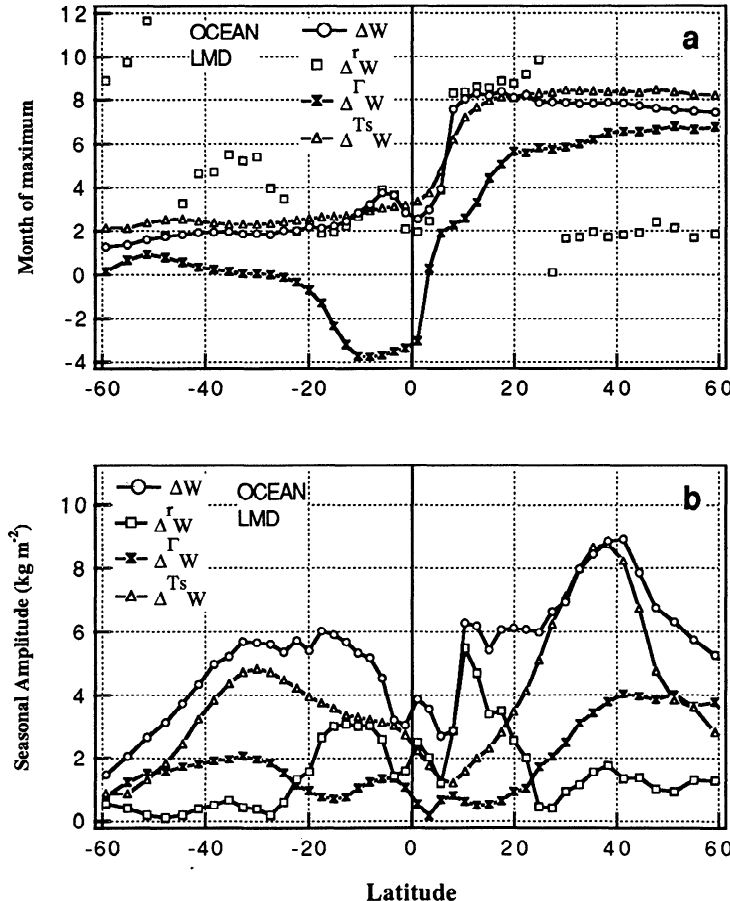 12
10
8
6
4
2
0
-2
-4
Month of maximum
OCEAN
LMD
ΔW
Δ^r W
Δ^Γ W
Δ^Ts W
a
-60
-40
-20
0
20
40
60
10
8
6
4
2
0
Seasonal Amplitude (kg m⁻²)
ΔW
Δ^r W
Δ^Γ W
Δ^Ts W
OCEAN
LMD
b
-60
-40
-20
0
20
40
60
Latitude